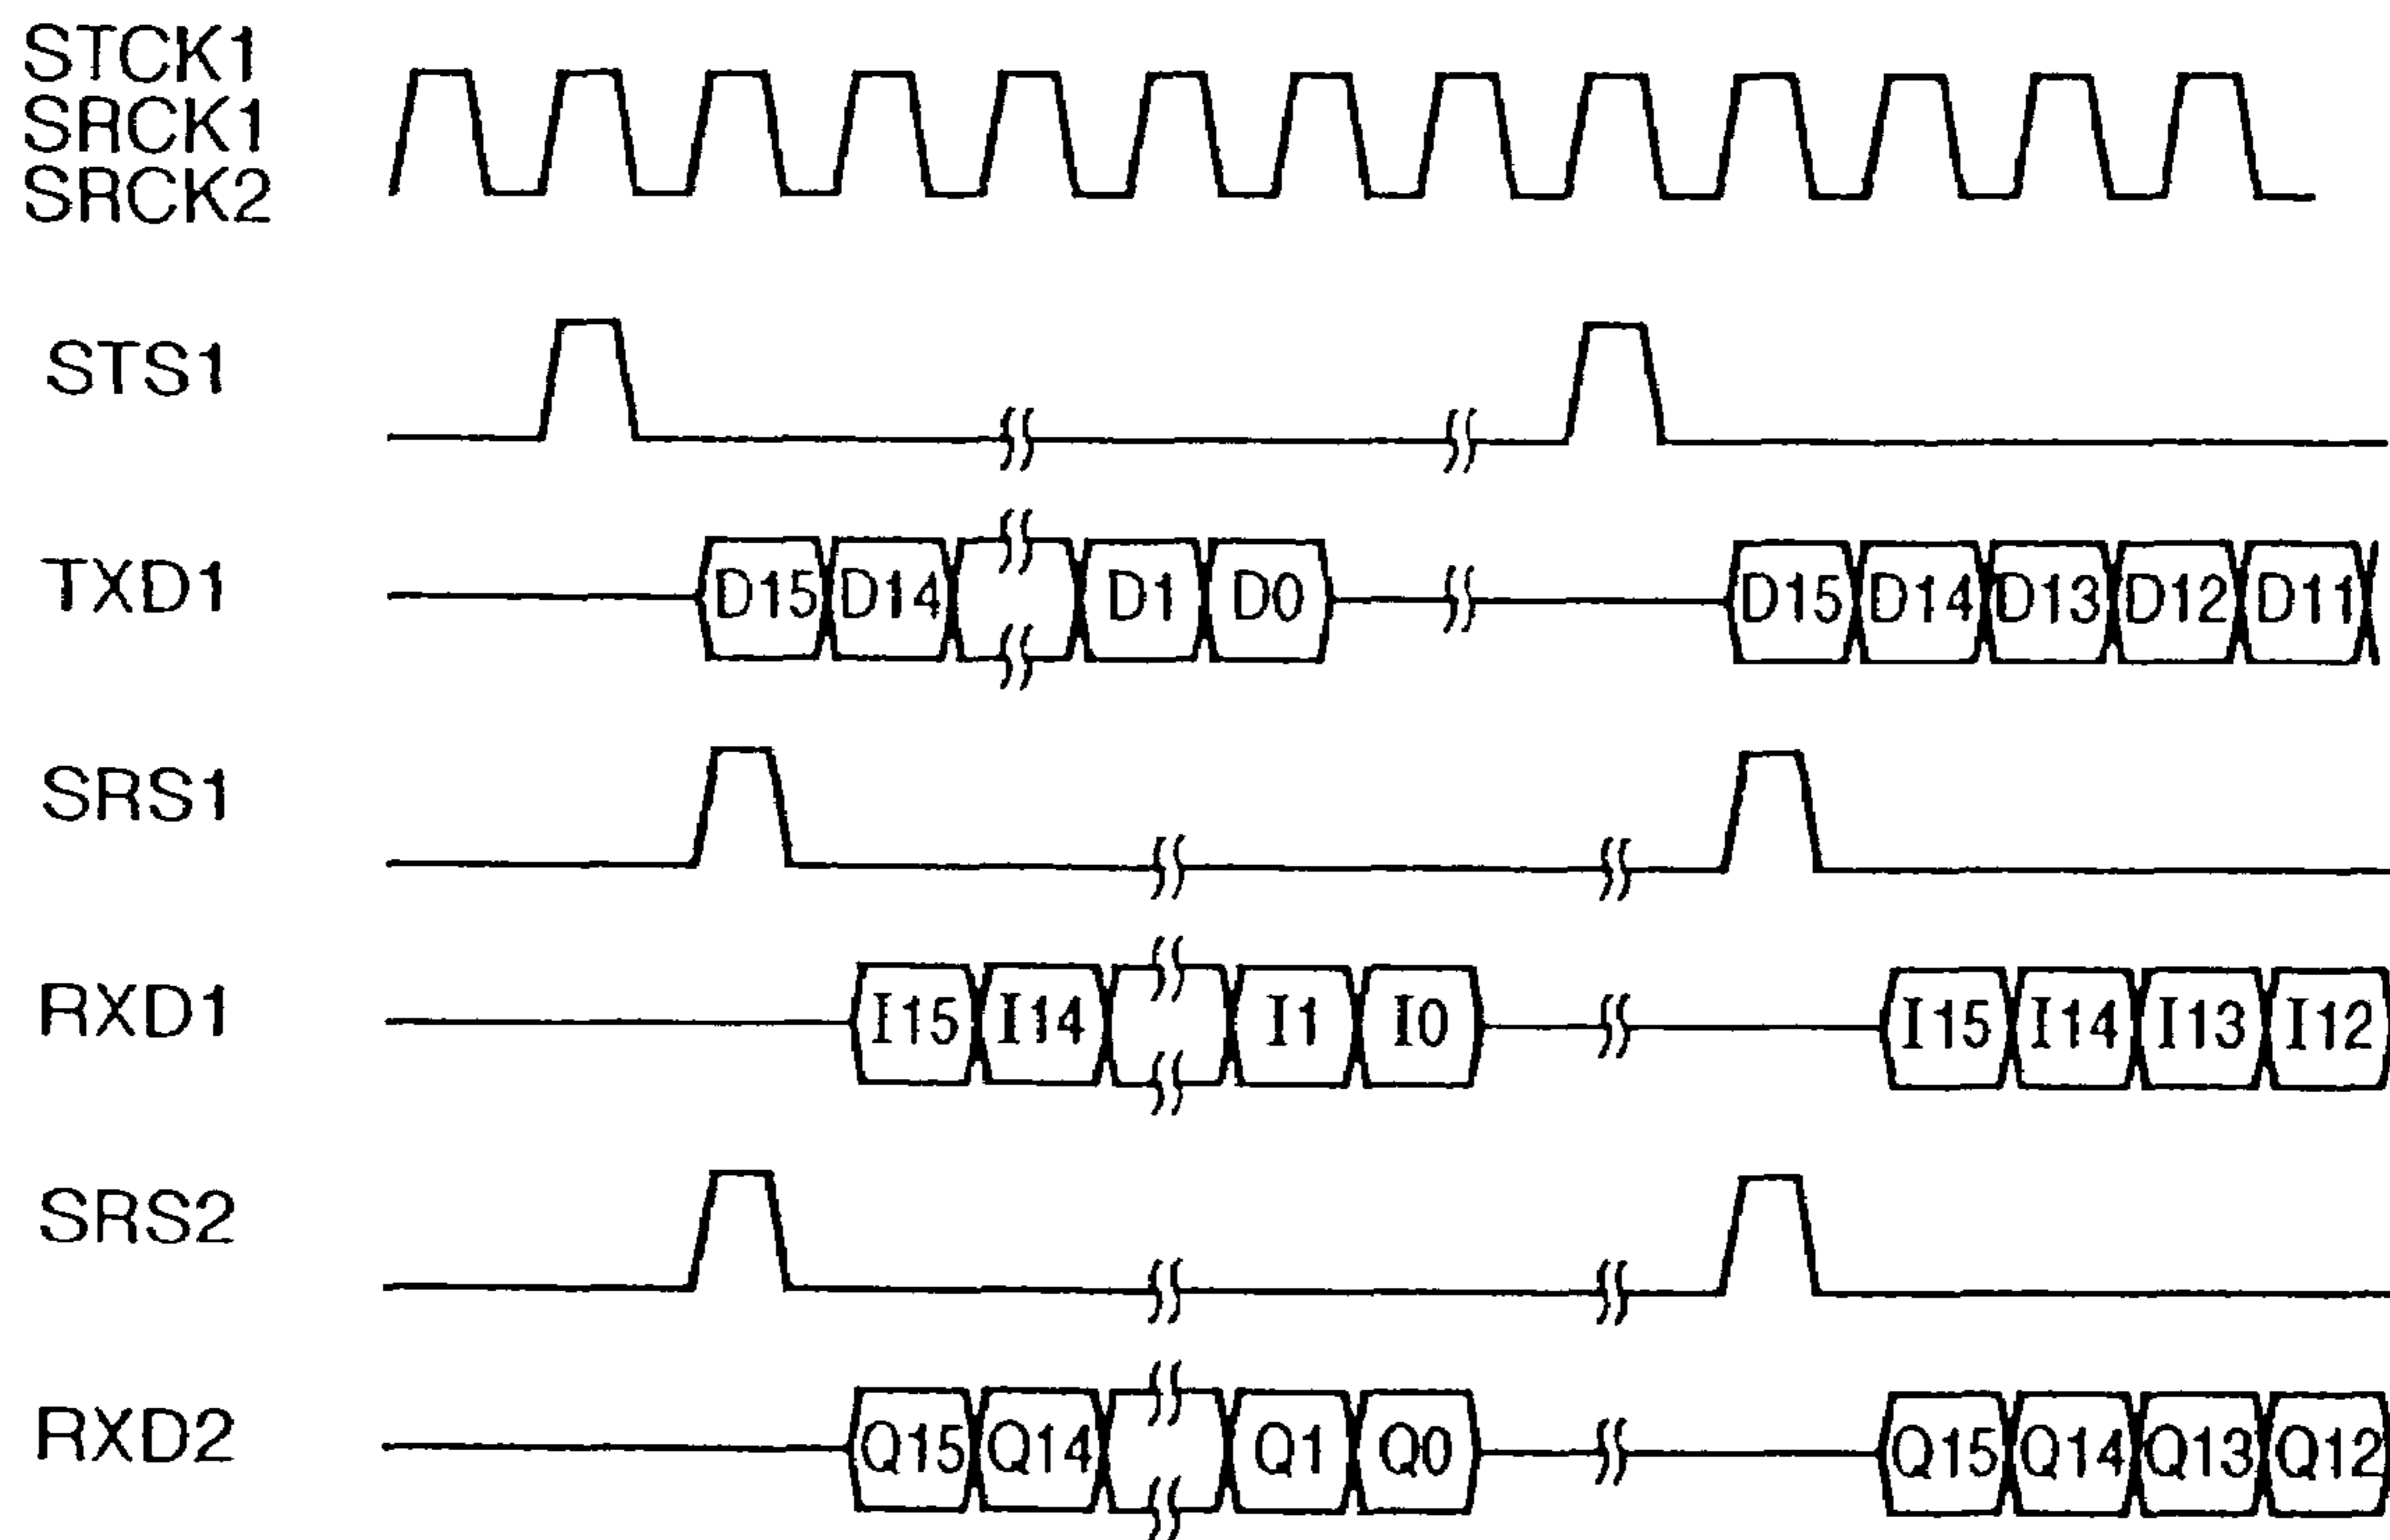 STCK1
SRCK1
SRCK2
STS1
TXD1 D15 D14 D1 D0 D15 D14 D13 D12 D11
SRS1
RXD1 I15 I14 I1 I0 I15 I14 I13 I12
SRS2
RXD2 Q15 Q14 Q1 Q0 Q15 Q14 Q13 Q12